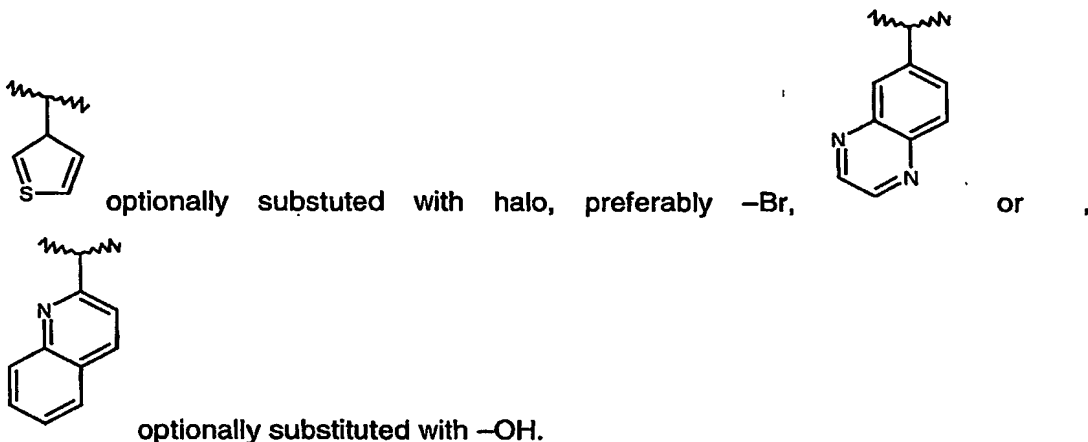 N
N
S optionally substuted with halo, preferably –Br, or ,
N
optionally substituted with –OH.